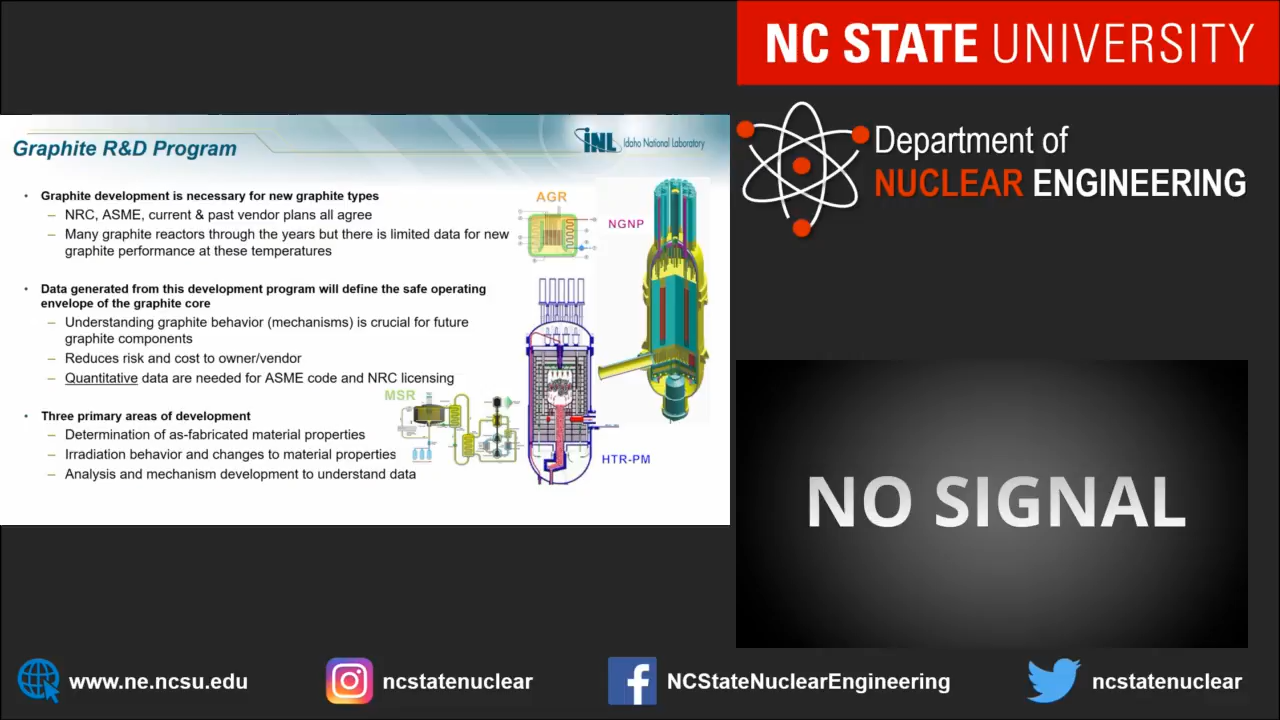 NC STATE UNIVERSITY
Department of
NUCLEAR ENGINEERING
Graphite R&D Program
INL Idaho National Laboratory
• Graphite development is necessary for new graphite types
– NRC, ASME, current & past vendor plans all agree
– Many graphite reactors through the years but there is limited data for new
graphite performance at these temperatures
• Data generated from this development program will define the safe operating
envelope of the graphite core
– Understanding graphite behavior (mechanisms) is crucial for future
graphite components
– Reduces risk and cost to owner/vendor
– Quantitative data are needed for ASME code and NRC licensing
• Three primary areas of development
– Determination of as-fabricated material properties
– Irradiation behavior and changes to material properties
– Analysis and mechanism development to understand data
AGR
NGNP
MSR
HTR-PM
NO SIGNAL
www.ne.ncsu.edu
ncstatenuclear
NCStateNuclearEngineering
ncstatenuclear